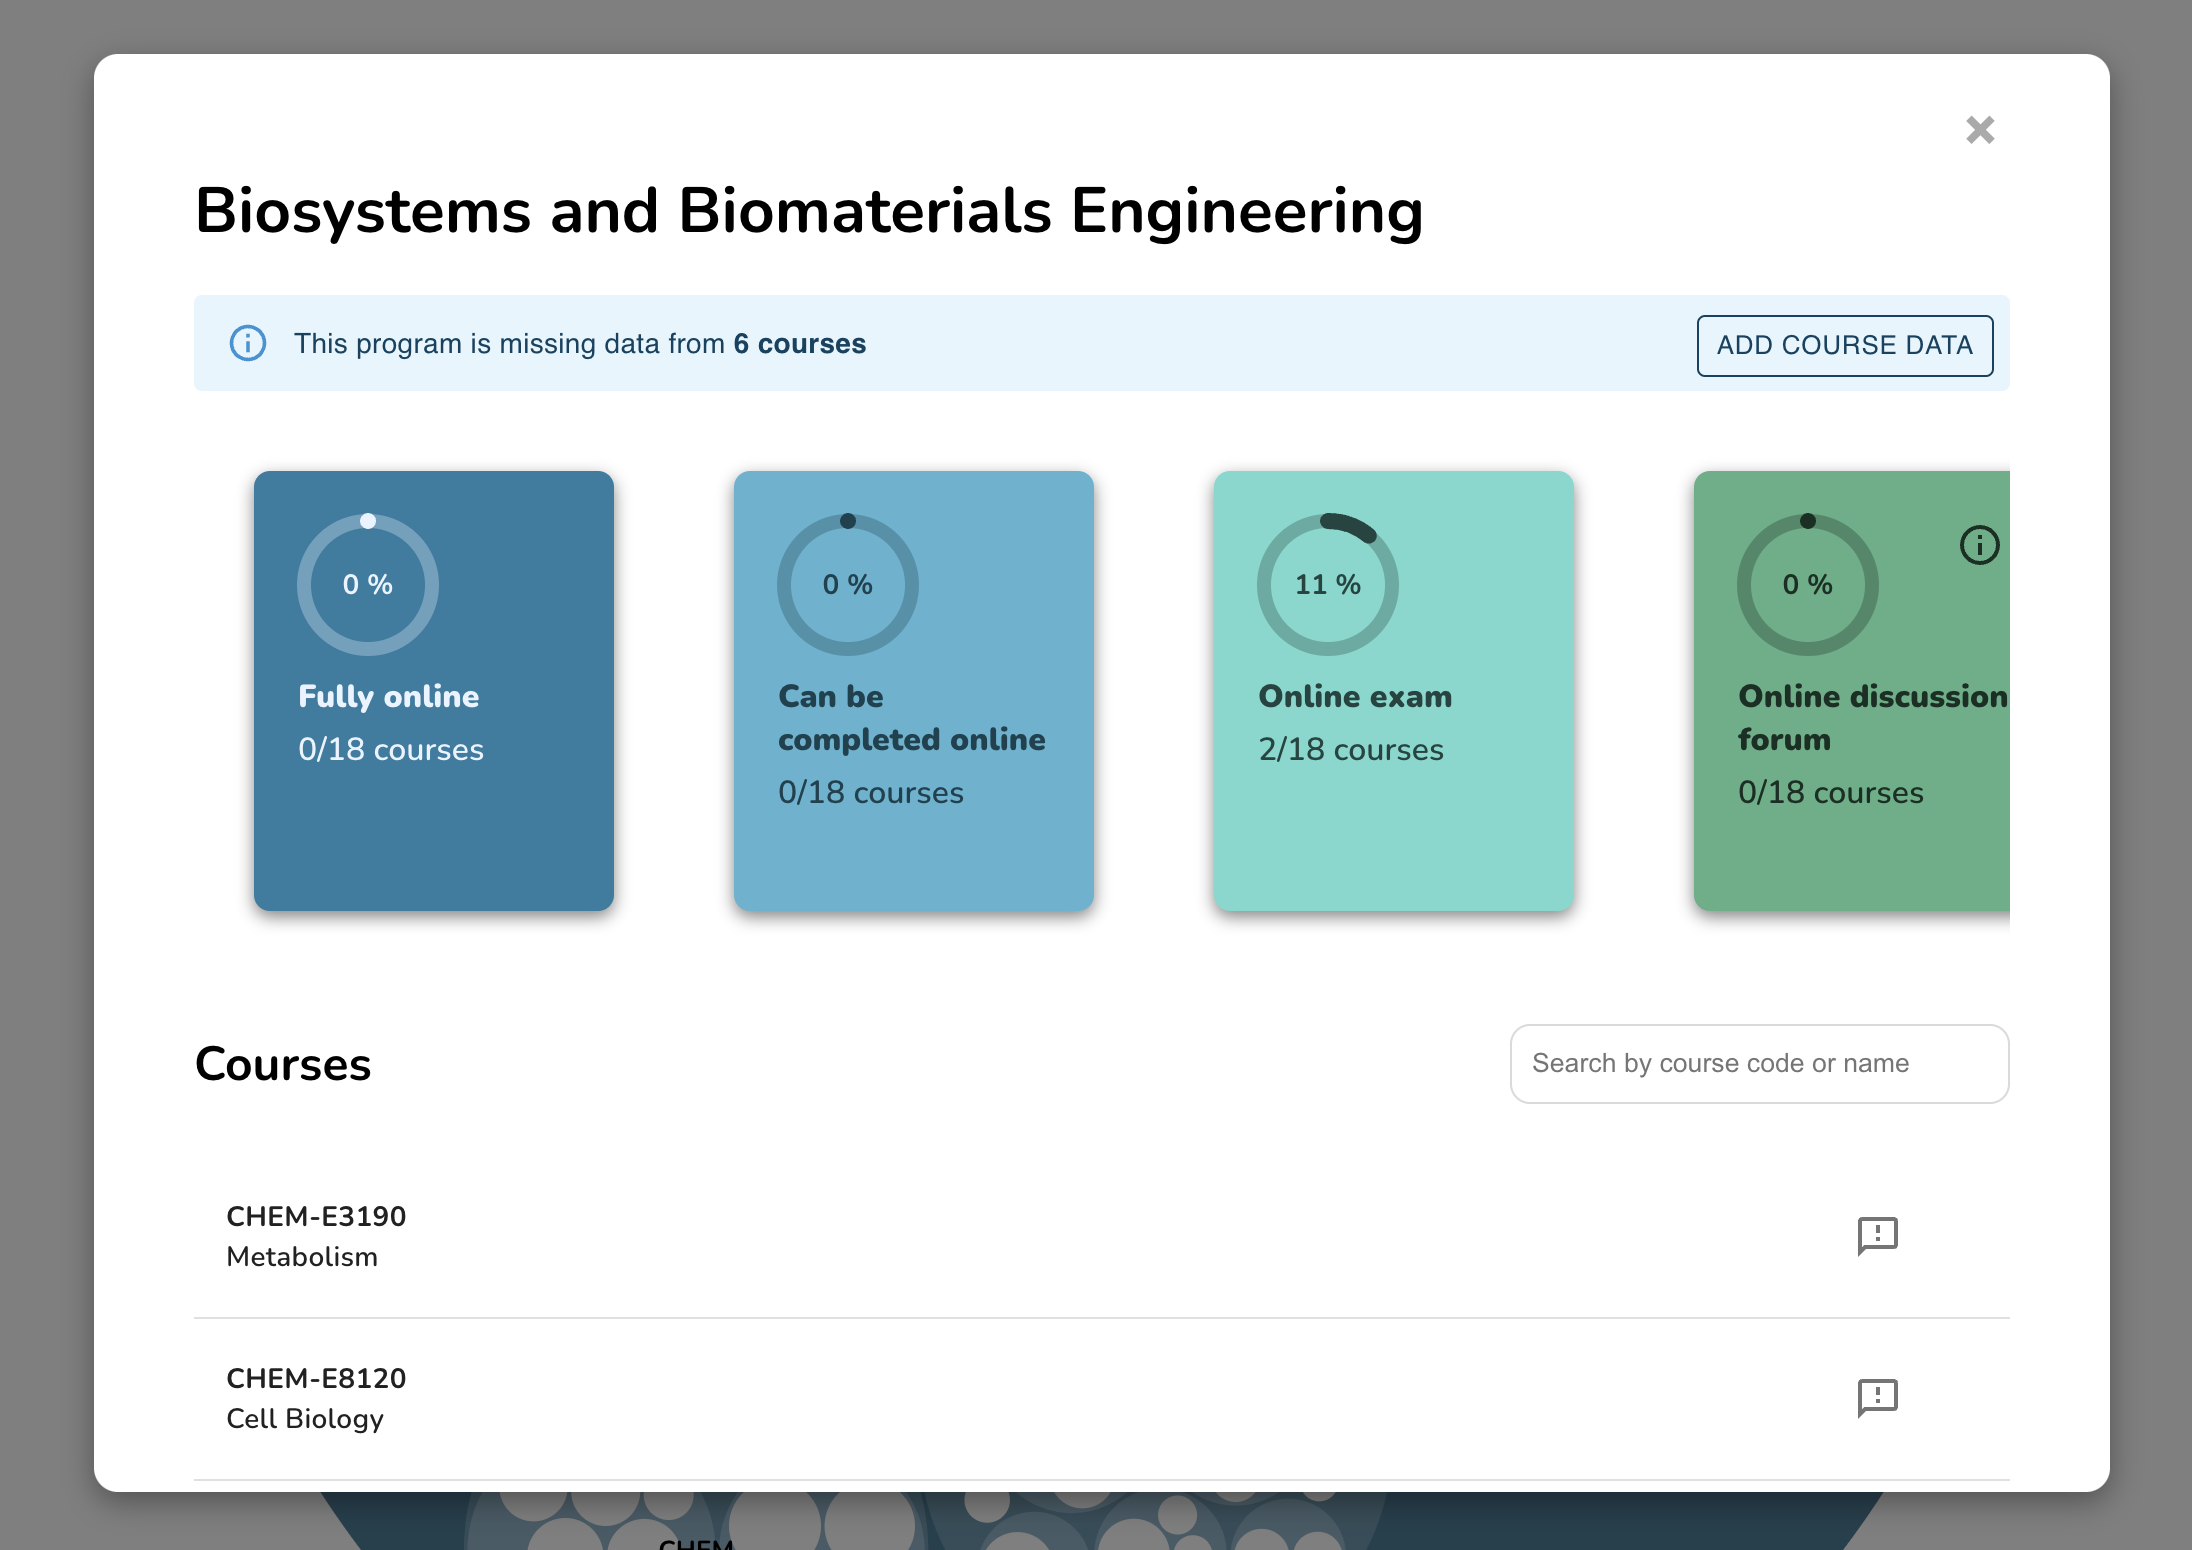 Biosystems and Biomaterials Engineering
This program is missing data from 6 courses
ADD COURSE DATA
0 %
Fully online
0/18 courses
0 %
Can be
completed online
0/18 courses
11 %
Online exam
2/18 courses
0 %
Online discussion
forum
0/18 courses
Courses
Search by course code or name
CHEM-E3190
Metabolism
CHEM-E8120
Cell Biology
CHEM